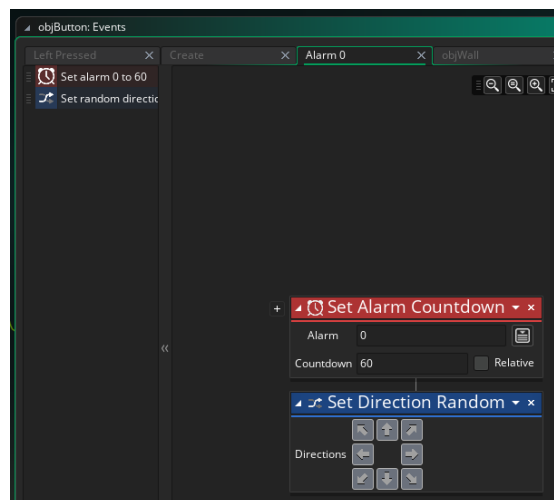 objButton: Events
Left Pressed
Create
Alarm 0
objWall
Set alarm 0 to 60
Set random directic
Set Alarm Countdown
Alarm 0
Countdown 60 Relative
Set Direction Random
Directions